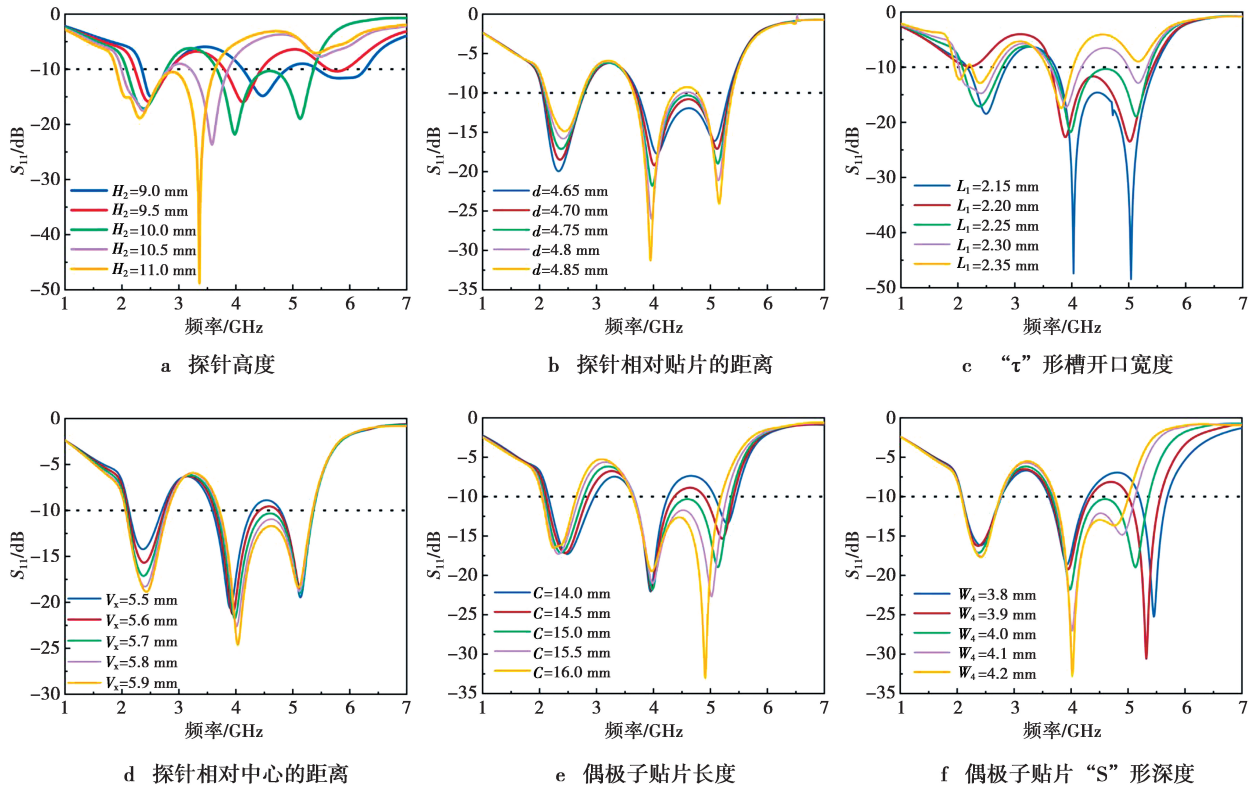 0
−10
−20
−30
−40
−50
S₁₁/dB
H₂=9.0 mm
H₂=9.5 mm
H₂=10.0 mm
H₂=10.5 mm
H₂=11.0 mm
1 2 3 4 5 6 7
频率/GHz
a 探针高度
0
−5
−10
−15
−20
−25
−30
−35
S₁₁/dB
d=4.65 mm
d=4.70 mm
d=4.75 mm
d=4.8 mm
d=4.85 mm
1 2 3 4 5 6 7
频率/GHz
b 探针相对贴片的距离
0
−10
−20
−30
−40
−50
S₁₁/dB
L₁=2.15 mm
L₁=2.20 mm
L₁=2.25 mm
L₁=2.30 mm
L₁=2.35 mm
1 2 3 4 5 6 7
频率/GHz
c “τ”形槽开口宽度
0
−5
−10
−15
−20
−25
−30
S₁₁/dB
Vₓ=5.5 mm
Vₓ=5.6 mm
Vₓ=5.7 mm
Vₓ=5.8 mm
Vₓ=5.9 mm
1 2 3 4 5 6 7
频率/GHz
d 探针相对中心的距离
0
−5
−10
−15
−20
−25
−30
−35
S₁₁/dB
C=14.0 mm
C=14.5 mm
C=15.0 mm
C=15.5 mm
C=16.0 mm
1 2 3 4 5 6 7
频率/GHz
e 偶极子贴片长度
0
−5
−10
−15
−20
−25
−30
−35
S₁₁/dB
W₄=3.8 mm
W₄=3.9 mm
W₄=4.0 mm
W₄=4.1 mm
W₄=4.2 mm
1 2 3 4 5 6 7
频率/GHz
f 偶极子贴片“S”形深度